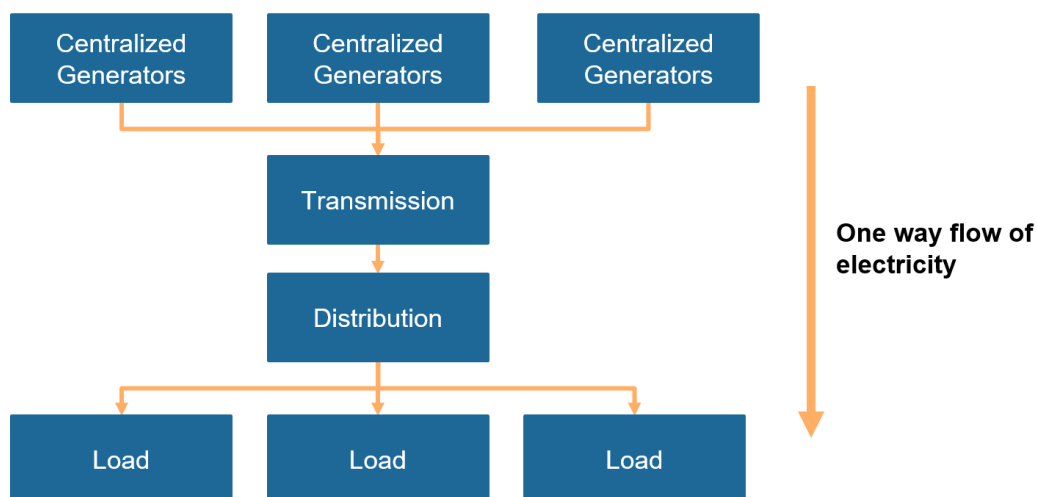 Centralized
Generators
Centralized
Generators
Centralized
Generators
Transmission
One way flow of
electricity
Distribution
Load
Load
Load